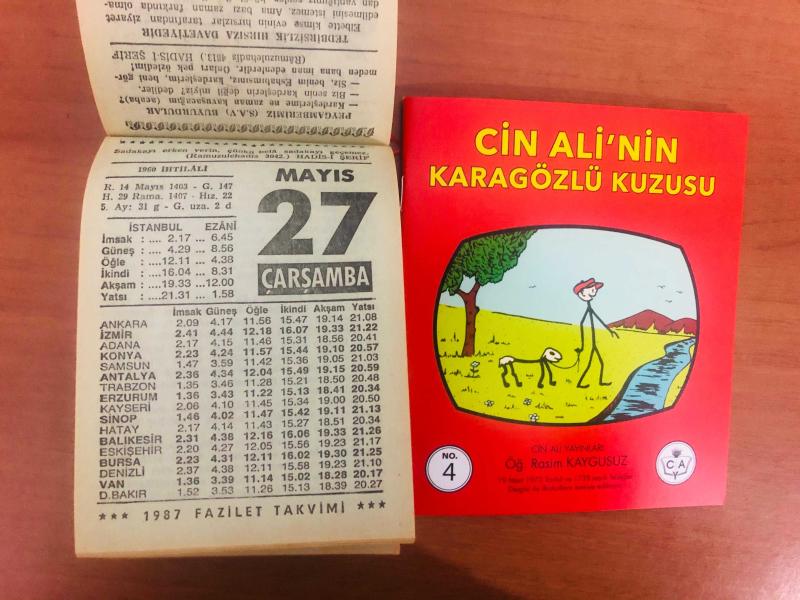 edilmesini istemez. Ama bazı zaman farkında olma-
Elbette kimse evinin hırsızlar tarafından ziyaret
TEDBİRSİZLİK HIRSIZA DAVETİYEDİR
(Râmuzulehadis 4813.) HADİS-İ ŞERİF
meden bana iman edenlerdir. Onları pek özledim!
— Siz, benim Eshabımsınız, kardeşlerim, beni gör-
— Biz senin kardeşlerin değil miyiz? dediler.
— Kardeşlerime ne zaman kavuşacağım (acaba?)
PEYGAMBERİMİZ (S.A.V) BUYURDULAR
Sadakayı erken verin, çünkü belâ sadakayı geçemez.
(Ramuzulehadis 3042.) HADİS-İ ŞERİF
1960 İHTİLÂLİ
R. 14 Mayıs 1403 - G. 147
H. 29 Rama. 1407 - Hız. 22
5. Ay: 31 g - G. uza. 2 d
MAYIS
27
ÇARŞAMBA
İSTANBUL EZÂNÎ
İmsak : .... 2.17 ... 6.45
Güneş : .... 4.29 ... 8.56
Öğle : ....12.11 ... 4.38
İkindi : ....16.04 ... 8.31
Akşam : ....19.33 ...12.00
Yatsı : ....21.31 ... 1.58
İmsak Güneş Öğle İkindi Akşam Yatsı
ANKARA 2.09 4.17 11.56 15.47 19.14 21.08
İZMİR 2.41 4.44 12.18 16.07 19.33 21.22
ADANA 2.17 4.15 11.46 15.31 18.56 20.41
KONYA 2.23 4.24 11.57 15.44 19.10 20.57
SAMSUN 1.47 3.59 11.42 15.36 19.05 21.03
ANTALYA 2.36 4.34 12.04 15.49 19.15 20.59
TRABZON 1.35 3.46 11.28 15.21 18.50 20.48
ERZURUM 1.36 3.43 11.22 15.13 18.41 20.34
KAYSERİ 2.08 4.10 11.45 15.34 19.00 20.50
SİNOP 1.46 4.02 11.47 15.42 19.11 21.13
HATAY 2.17 4.14 11.43 15.27 18.51 20.34
BALIKESİR 2.31 4.38 12.16 16.06 19.33 21.26
ESKİŞEHİR 2.20 4.27 12.05 15.56 19.23 21.17
BURSA 2.23 4.31 12.11 16.02 19.30 21.25
DENİZLİ 2.37 4.38 12.11 15.58 19.23 21.10
VAN 1.36 3.39 11.14 15.02 18.28 20.17
D.BAKIR 1.52 3.53 11.26 15.13 18.39 20.27
★★★ 1987 FAZİLET TAKVİMİ ★★★
CİN ALİ'NİN
KARAGÖZLÜ KUZUSU
NO.
4
CİN ALİ YAYINLARI
Öğ. Rasim KAYGUSUZ
C A
Y